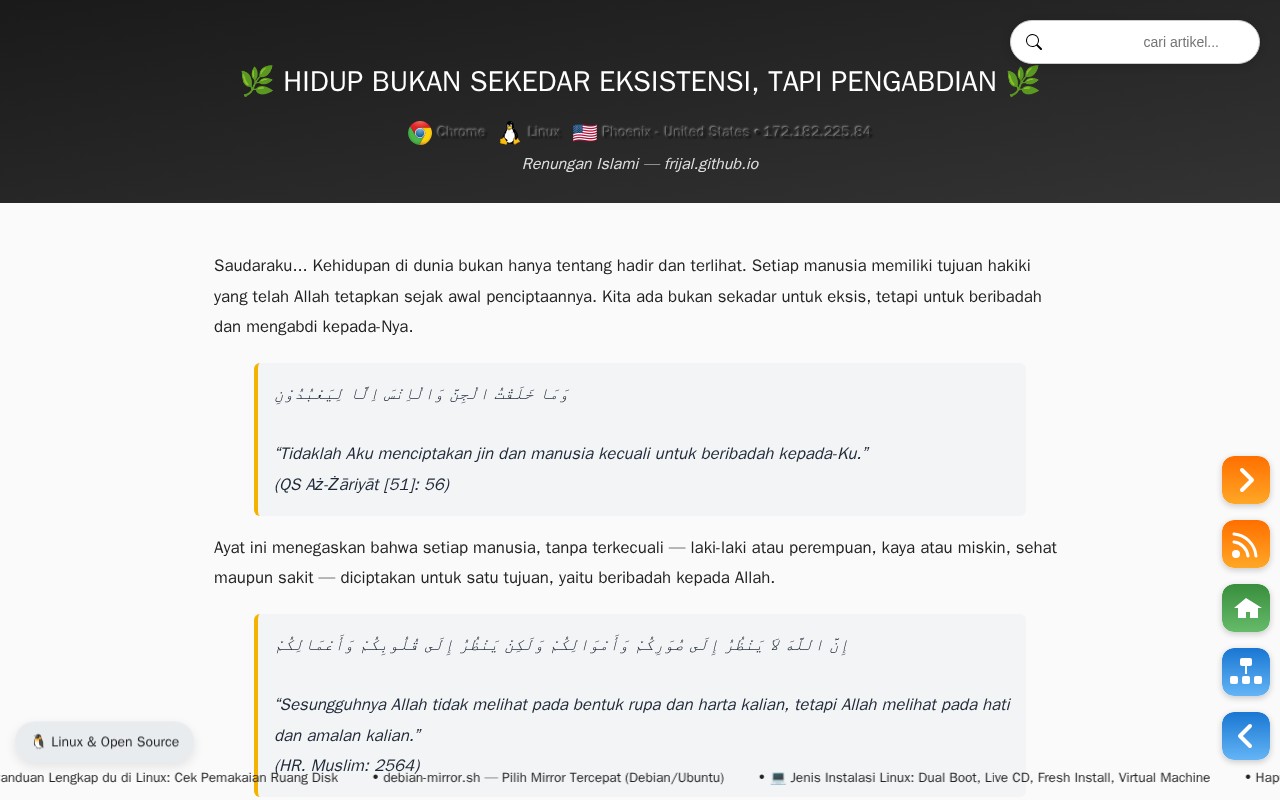 cari artikel...
🌿 HIDUP BUKAN SEKEDAR EKSISTENSI, TAPI PENGABDIAN 🌿
Chrome Linux Phoenix - United States • 172.182.225.84
Renungan Islami — frijal.github.io
Saudaraku... Kehidupan di dunia bukan hanya tentang hadir dan terlihat. Setiap manusia memiliki tujuan hakiki
yang telah Allah tetapkan sejak awal penciptaannya. Kita ada bukan sekadar untuk eksis, tetapi untuk beribadah
dan mengabdi kepada-Nya.
وَمَا خَلَقْتُ الْجِنَّ وَالْاِنْسَ اِلَّا لِيَعْبُدُوْنِ
“Tidaklah Aku menciptakan jin dan manusia kecuali untuk beribadah kepada-Ku.”
(QS Aż-Żāriyāt [51]: 56)
Ayat ini menegaskan bahwa setiap manusia, tanpa terkecuali — laki-laki atau perempuan, kaya atau miskin, sehat
maupun sakit — diciptakan untuk satu tujuan, yaitu beribadah kepada Allah.
إِنَّ اللَّهَ لاَ يَنْظُرُ إِلَى صُوَرِكُمْ وَأَمْوَالِكُمْ وَلَكِنْ يَنْظُرُ إِلَى قُلُوبِكُمْ وَأَعْمَالِكُمْ
“Sesungguhnya Allah tidak melihat pada bentuk rupa dan harta kalian, tetapi Allah melihat pada hati
dan amalan kalian.”
(HR. Muslim: 2564)
🐧 Linux & Open Source
anduan Lengkap du di Linux: Cek Pemakaian Ruang Disk • debian-mirror.sh — Pilih Mirror Tercepat (Debian/Ubuntu) • 💻 Jenis Instalasi Linux: Dual Boot, Live CD, Fresh Install, Virtual Machine • Hap